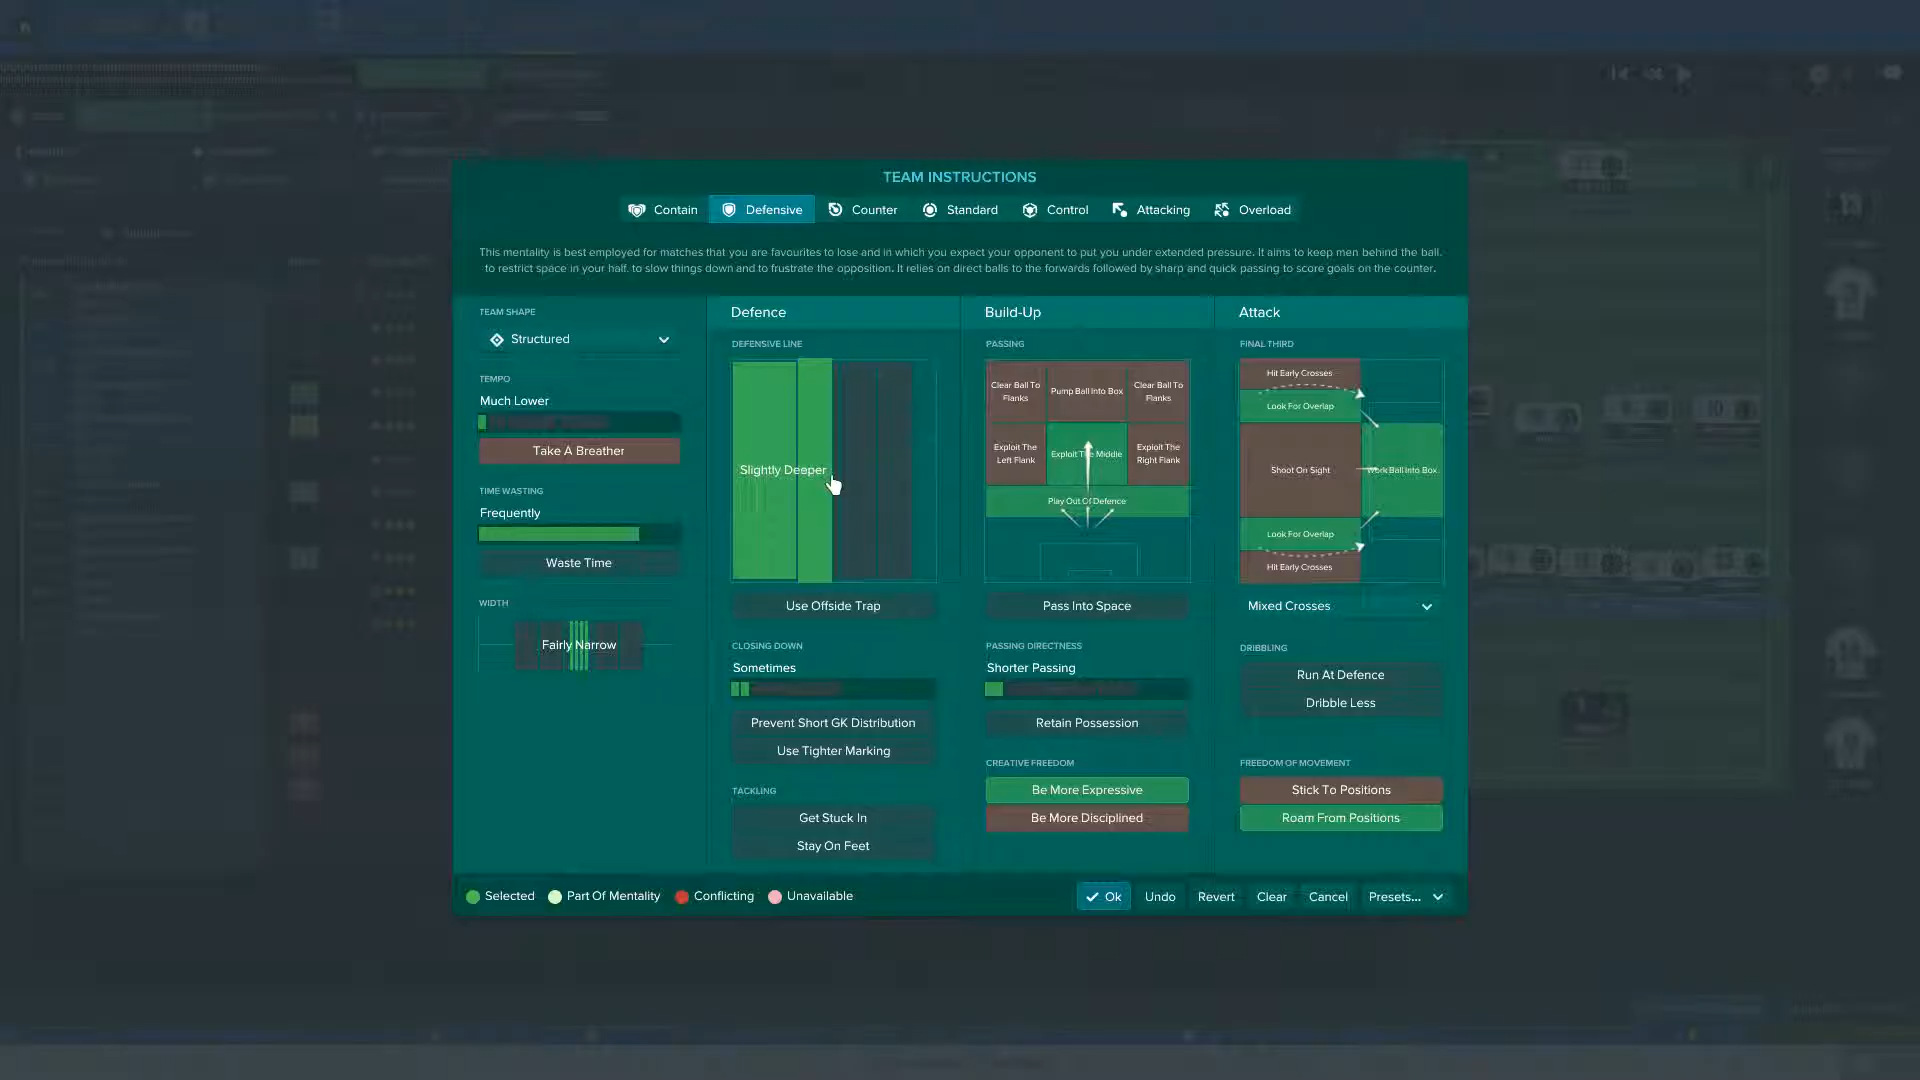 TEAM INSTRUCTIONS
Contain Defensive Counter Standard Control Attacking Overload
This mentality is best employed for matches that you are favourites to lose and in which you expect your opponent to put you under extended pressure. It aims to keep men behind the ball,
to restrict space in your half, to slow things down and to frustrate the opposition. It relies on direct balls to the forwards followed by sharp and quick passing to score goals on the counter.
TEAM SHAPE
Structured
TEMPO
Much Lower
Take A Breather
TIME WASTING
Frequently
Waste Time
WIDTH
Fairly Narrow
Defence
DEFENSIVE LINE
Slightly Deeper
Use Offside Trap
CLOSING DOWN
Sometimes
Prevent Short GK Distribution
Use Tighter Marking
TACKLING
Get Stuck In
Stay On Feet
Build-Up
PASSING
Clear Ball To
Flanks
Pump Ball Into Box
Clear Ball To
Flanks
Exploit The
Left Flank
Exploit The Middle
Exploit The
Right Flank
Play Out Of Defence
Pass Into Space
PASSING DIRECTNESS
Shorter Passing
Retain Possession
CREATIVE FREEDOM
Be More Expressive
Be More Disciplined
Attack
FINAL THIRD
Hit Early Crosses
Look For Overlap
Shoot On Sight
Work Ball Into Box
Look For Overlap
Hit Early Crosses
Mixed Crosses
DRIBBLING
Run At Defence
Dribble Less
FREEDOM OF MOVEMENT
Stick To Positions
Roam From Positions
Selected Part Of Mentality Conflicting Unavailable
Ok Undo Revert Clear Cancel Presets...